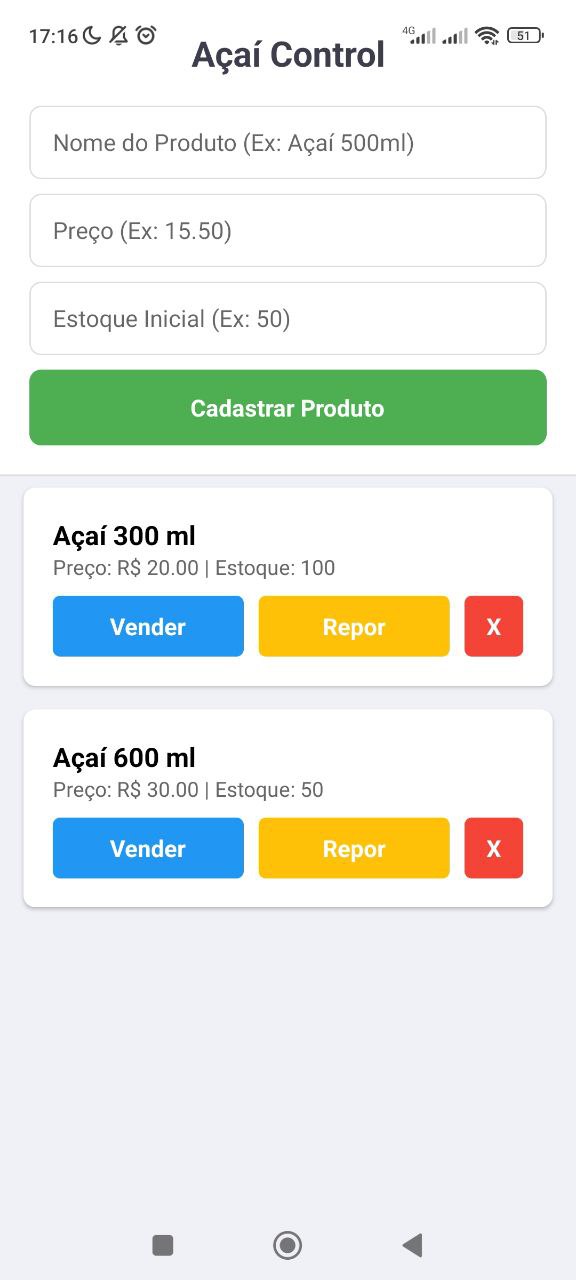 17:16 4G 51
Açaí Control
Nome do Produto (Ex: Açaí 500ml)
Preço (Ex: 15.50)
Estoque Inicial (Ex: 50)
Cadastrar Produto
Açaí 300 ml
Preço: R$ 20.00 | Estoque: 100
Vender Repor X
Açaí 600 ml
Preço: R$ 30.00 | Estoque: 50
Vender Repor X